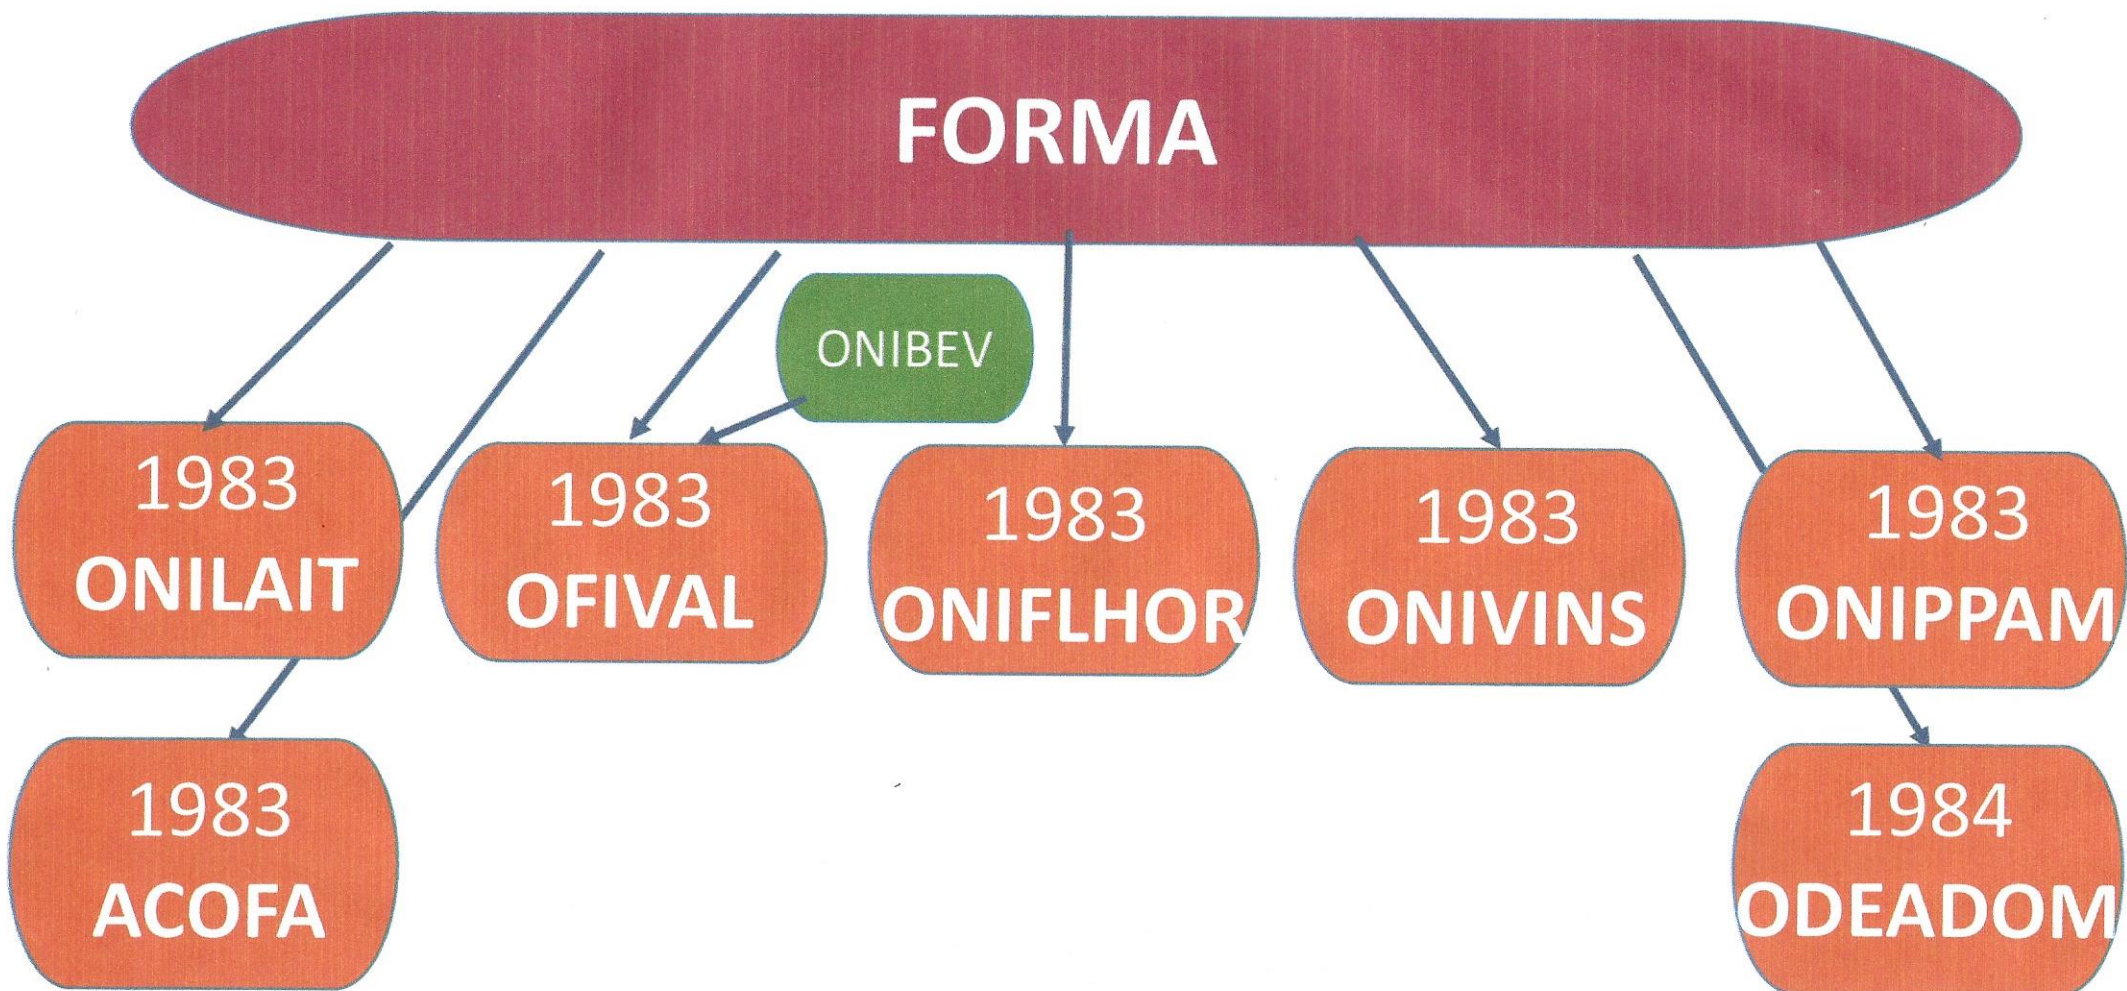 FORMA
ONIBEV
1983
ONILAIT
1983
OFIVAL
1983
ONIFLHOR
1983
ONIVINS
1983
ONIPPAM
1983
ACOFA
1984
ODEADOM